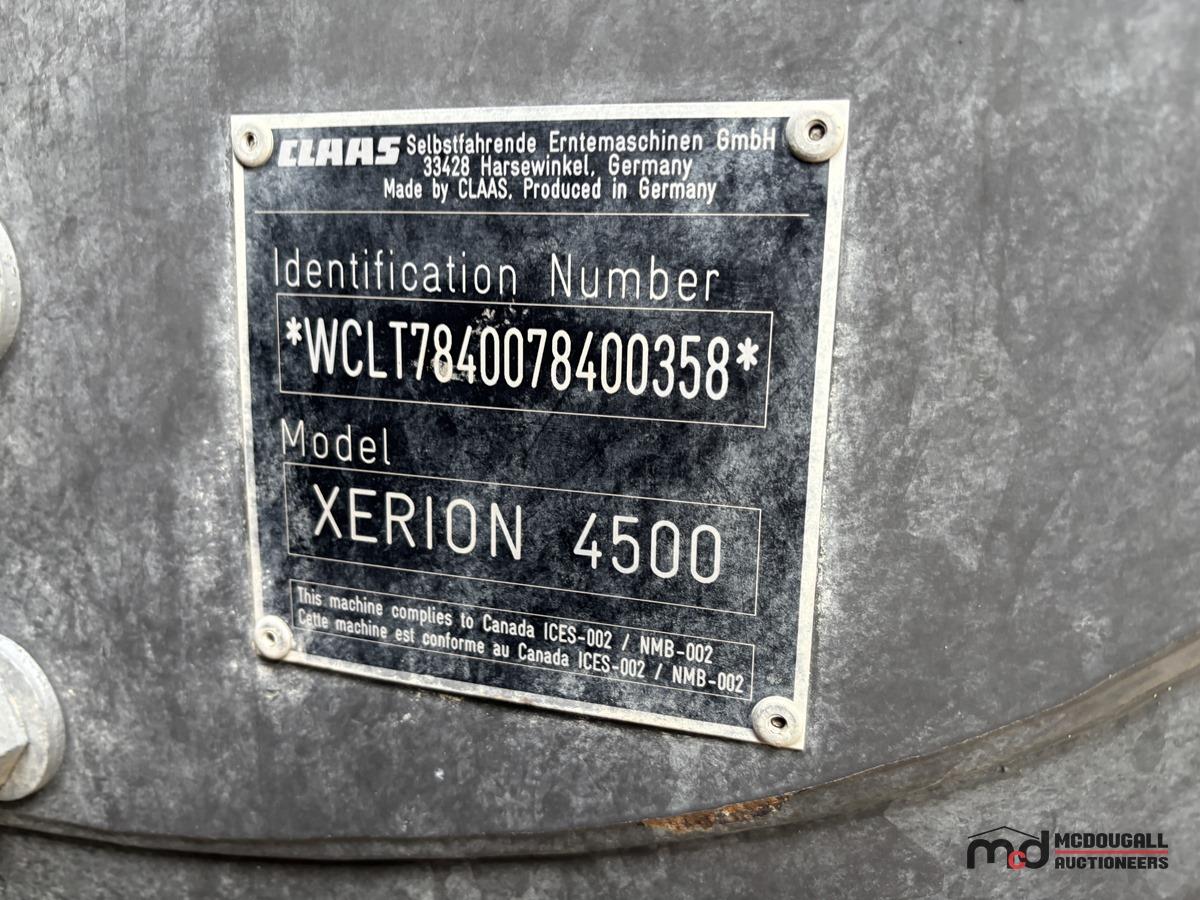 CLAAS Selbstfahrende Erntemaschinen GmbH
33428 Harsewinkel, Germany
Made by CLAAS, Produced in Germany
Identification Number
*WCLT7840078400358*
Model
XERION 4500
This machine complies to Canada ICES-002 / NMB-002
Cette machine est conforme au Canada ICES-002 / NMB-002
mcd MCDOUGALL
AUCTIONEERS